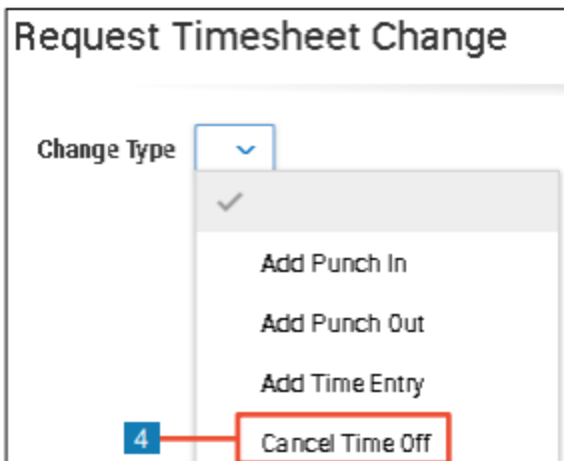 Request Timesheet Change
Change Type
Add Punch In
Add Punch Out
Add Time Entry
4 Cancel Time Off